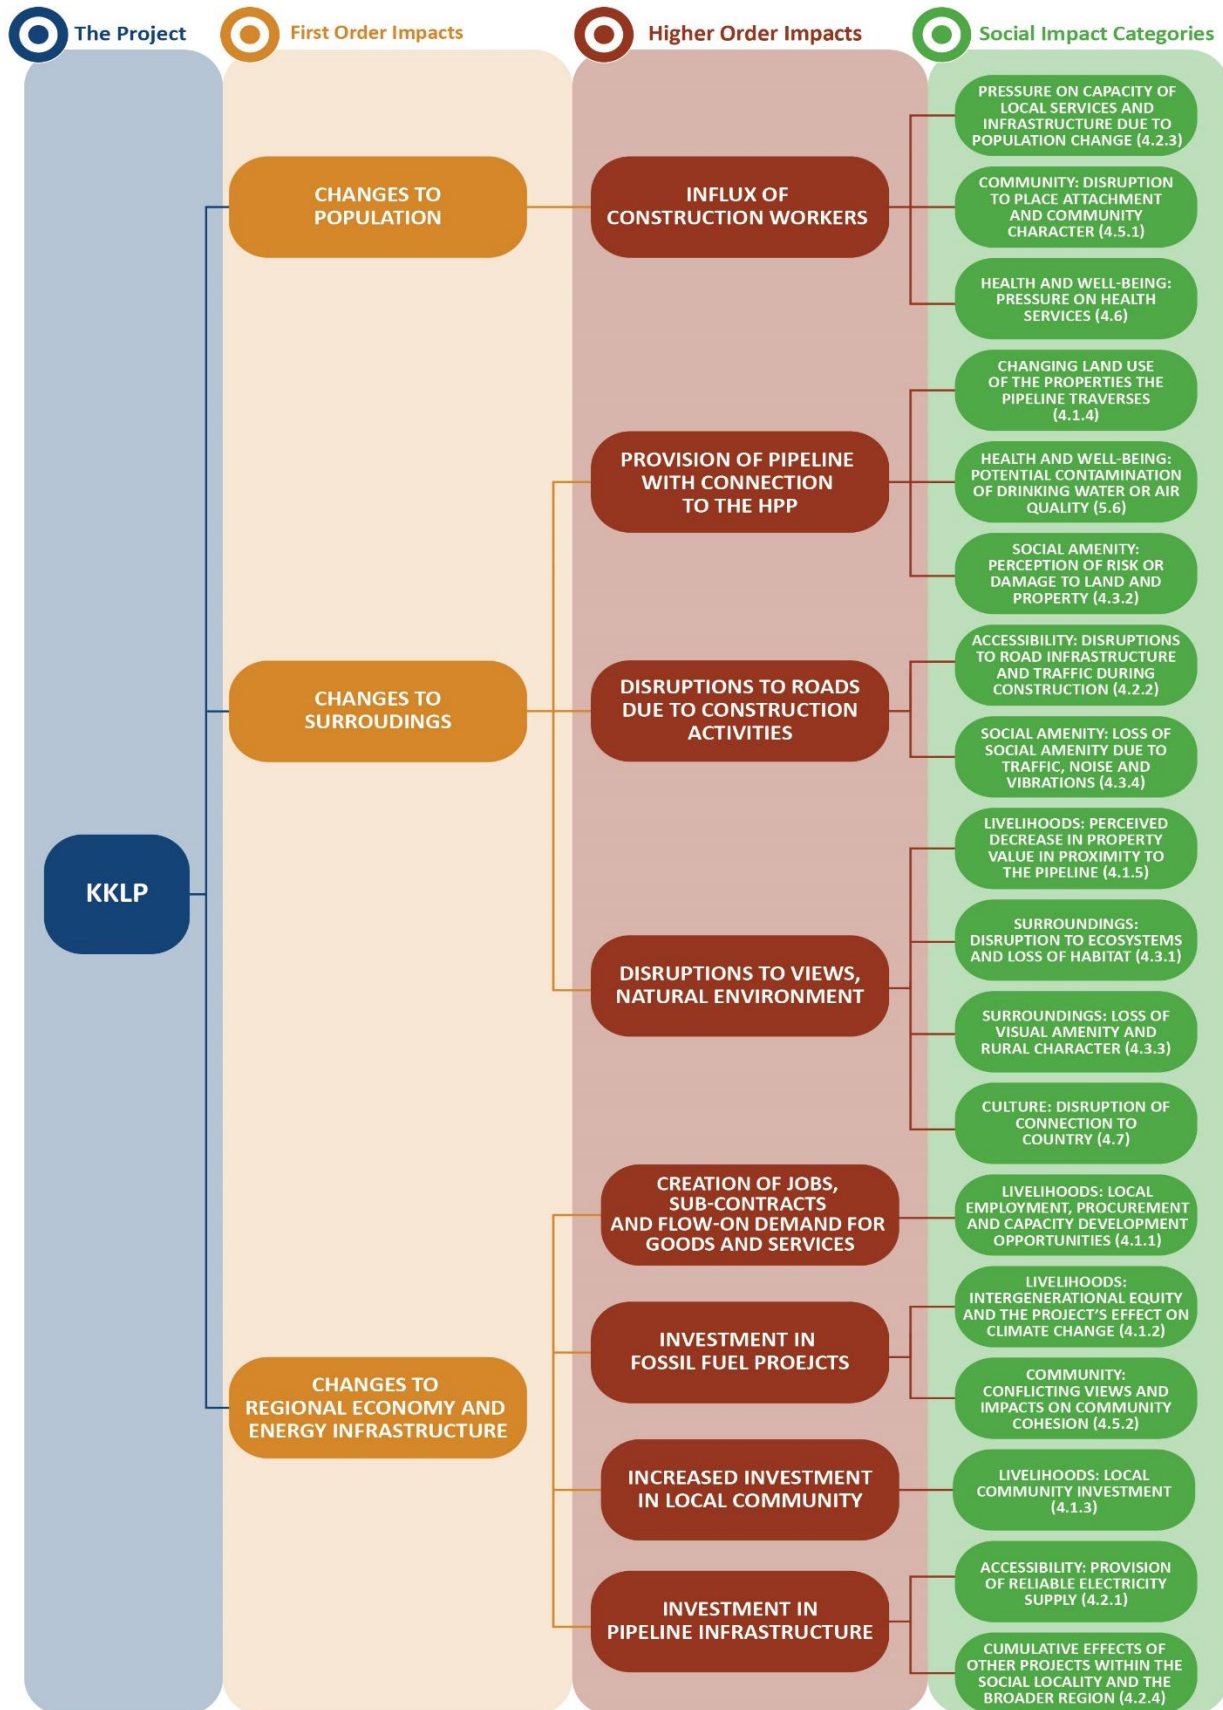 The Project
First Order Impacts
Higher Order Impacts
Social Impact Categories
KKLP
CHANGES TO
POPULATION
INFLUX OF
CONSTRUCTION WORKERS
PRESSURE ON CAPACITY OF
LOCAL SERVICES AND
INFRASTRUCTURE DUE TO
POPULATION CHANGE (4.2.3)
COMMUNITY: DISRUPTION
TO PLACE ATTACHMENT
AND COMMUNITY
CHARACTER (4.5.1)
HEALTH AND WELL-BEING:
PRESSURE ON HEALTH
SERVICES (4.6)
CHANGES TO
SURROUDINGS
PROVISION OF PIPELINE
WITH CONNECTION
TO THE HPP
CHANGING LAND USE
OF THE PROPERTIES THE
PIPELINE TRAVERSES
(4.1.4)
HEALTH AND WELL-BEING:
POTENTIAL CONTAMINATION
OF DRINKING WATER OR AIR
QUALITY (5.6)
SOCIAL AMENITY:
PERCEPTION OF RISK OR
DAMAGE TO LAND AND
PROPERTY (4.3.2)
DISRUPTIONS TO ROADS
DUE TO CONSTRUCTION
ACTIVITIES
ACCESSIBILITY: DISRUPTIONS
TO ROAD INFRASTRUCTURE
AND TRAFFIC DURING
CONSTRUCTION (4.2.2)
SOCIAL AMENITY: LOSS OF
SOCIAL AMENITY DUE TO
TRAFFIC, NOISE AND
VIBRATIONS (4.3.4)
DISRUPTIONS TO VIEWS,
NATURAL ENVIRONMENT
LIVELIHOODS: PERCEIVED
DECREASE IN PROPERTY
VALUE IN PROXIMITY TO
THE PIPELINE (4.1.5)
SURROUNDINGS:
DISRUPTION TO ECOSYSTEMS
AND LOSS OF HABITAT (4.3.1)
SURROUNDINGS: LOSS OF
VISUAL AMENITY AND
RURAL CHARACTER (4.3.3)
CULTURE: DISRUPTION OF
CONNECTION TO
COUNTRY (4.7)
CHANGES TO
REGIONAL ECONOMY AND
ENERGY INFRASTRUCTURE
CREATION OF JOBS,
SUB-CONTRACTS
AND FLOW-ON DEMAND FOR
GOODS AND SERVICES
LIVELIHOODS: LOCAL
EMPLOYMENT, PROCUREMENT
AND CAPACITY DEVELOPMENT
OPPORTUNITIES (4.1.1)
INVESTMENT IN
FOSSIL FUEL PROEJCTS
LIVELIHOODS:
INTERGENERATIONAL EQUITY
AND THE PROJECT'S EFFECT ON
CLIMATE CHANGE (4.1.2)
COMMUNITY:
CONFLICTING VIEWS AND
IMPACTS ON COMMUNITY
COHESION (4.5.2)
INCREASED INVESTMENT
IN LOCAL COMMUNITY
LIVELIHOODS: LOCAL
COMMUNITY INVESTMENT
(4.1.3)
INVESTMENT IN
PIPELINE INFRASTRUCTURE
ACCESSIBILITY: PROVISION
OF RELIABLE ELECTRICITY
SUPPLY (4.2.1)
CUMULATIVE EFFECTS OF
OTHER PROJECTS WITHIN THE
SOCIAL LOCALITY AND THE
BROADER REGION (4.2.4)